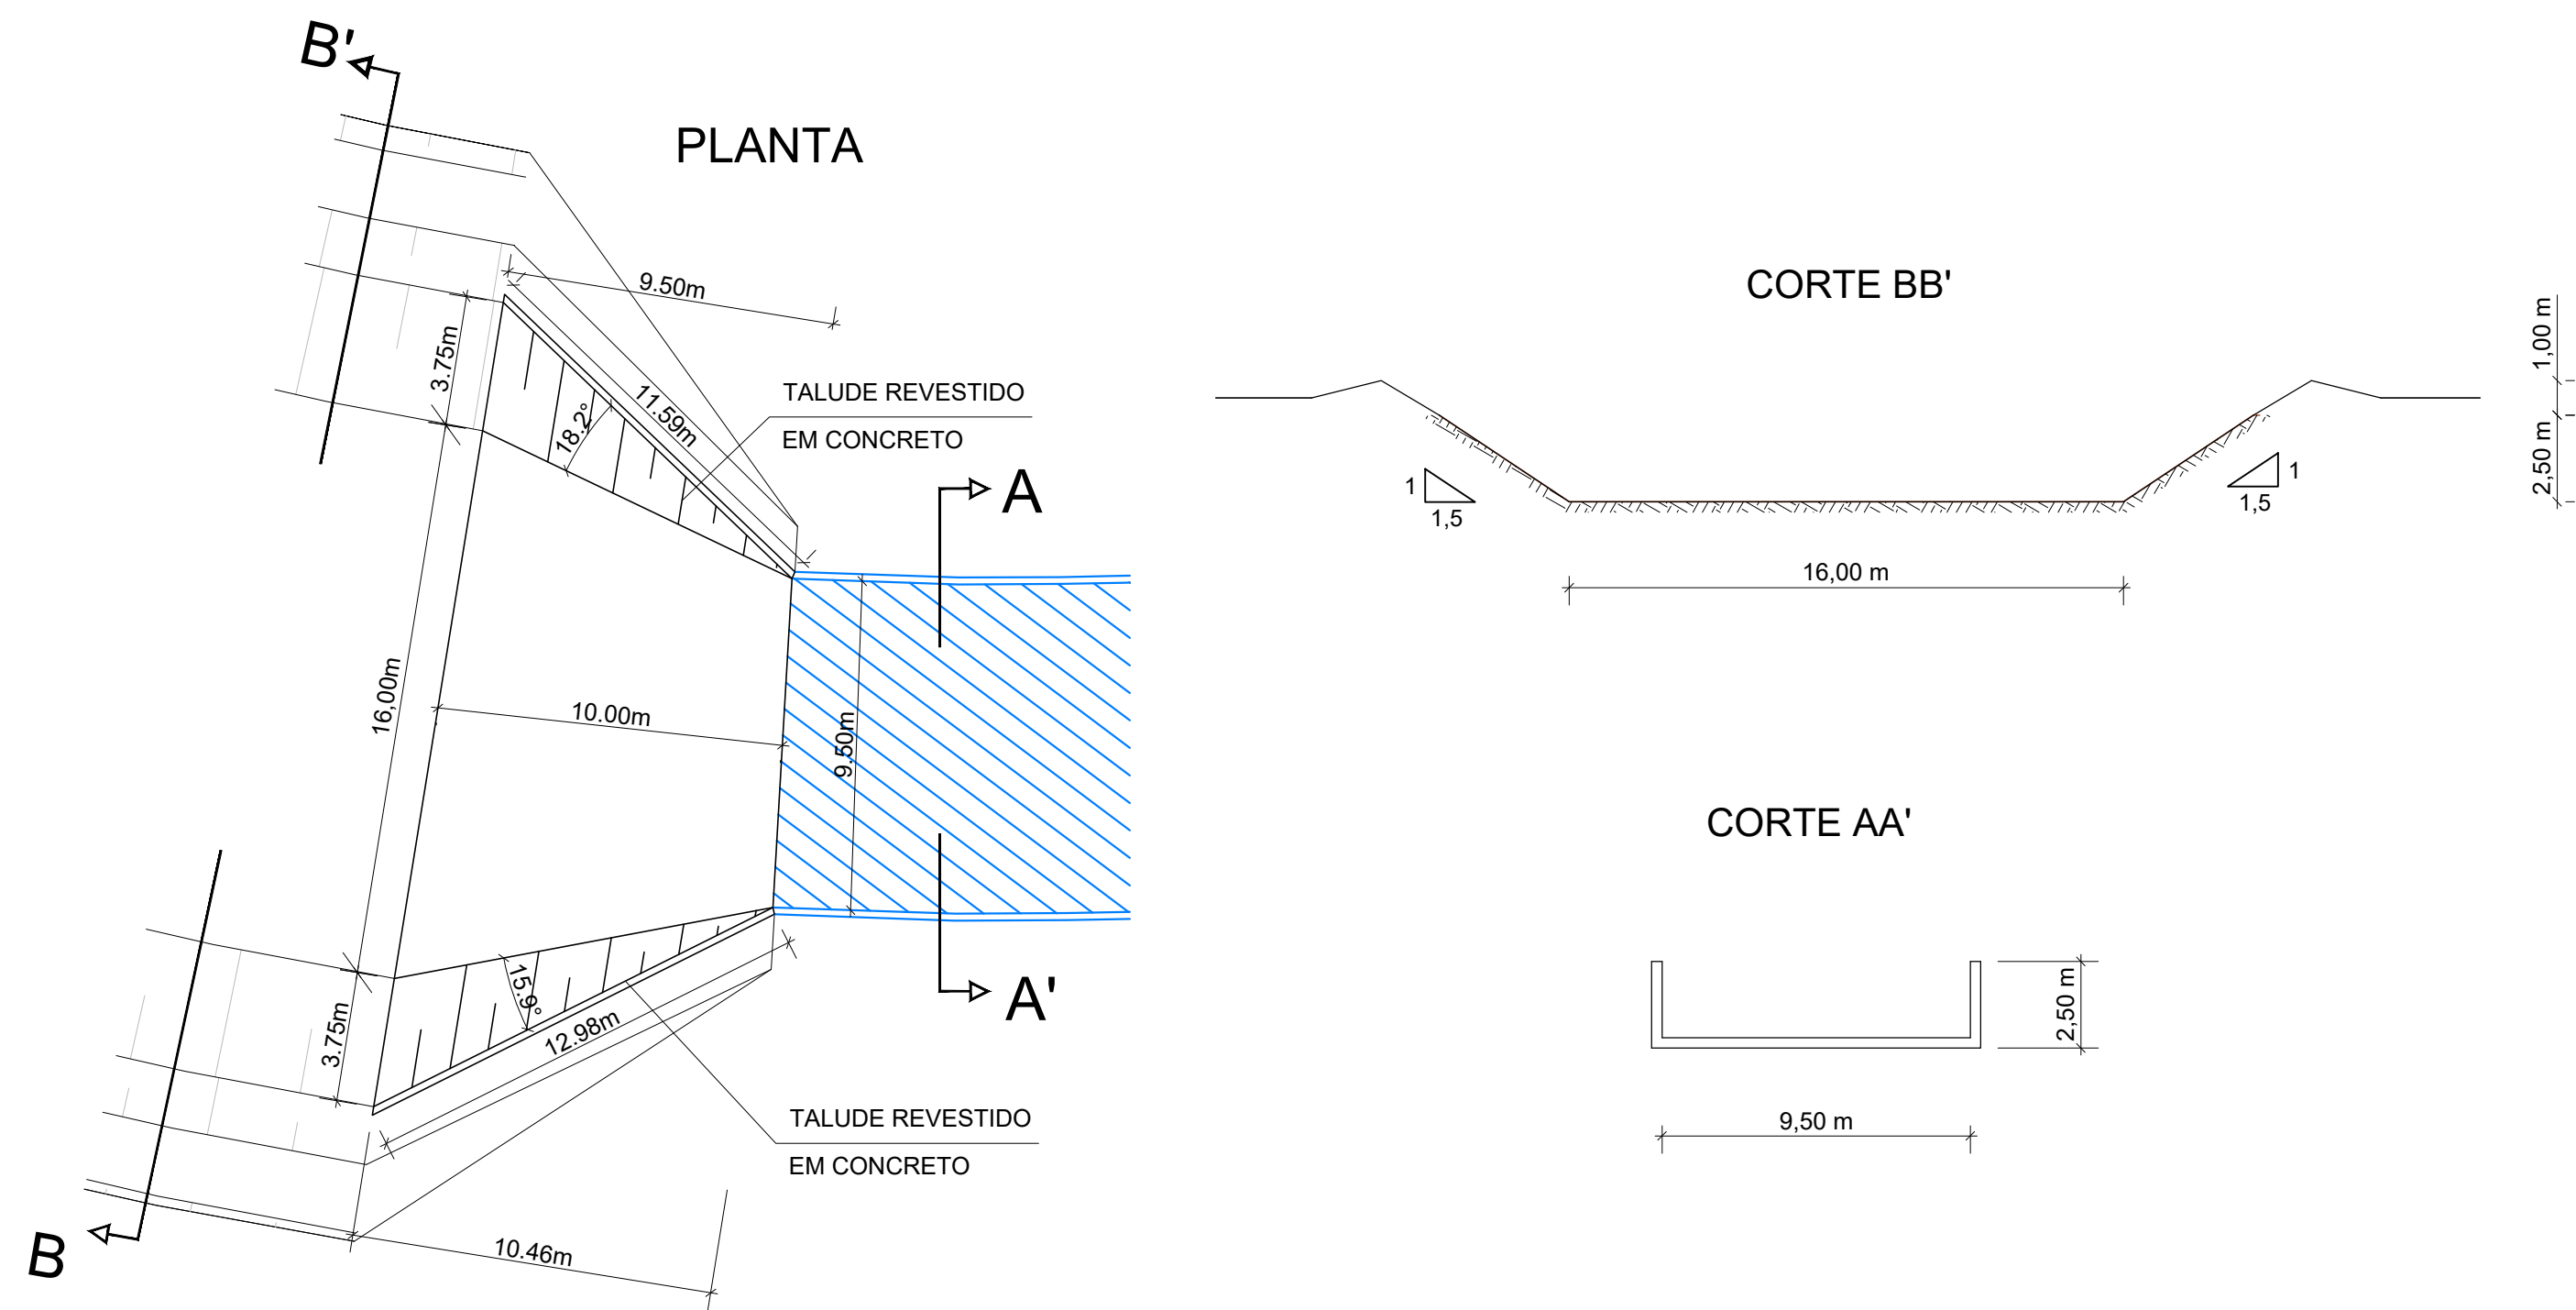 B'
PLANTA
9.50m
3.75m
11.59m
18.2°
TALUDE REVESTIDO
EM CONCRETO
A
16,00m
10.00m
9.50m
15.9°
12.98m
3.75m
A'
TALUDE REVESTIDO
EM CONCRETO
B
10.46m
CORTE BB'
1,00 m
2,50 m
1
1,5
1
1,5
16,00 m
CORTE AA'
2,50 m
9,50 m